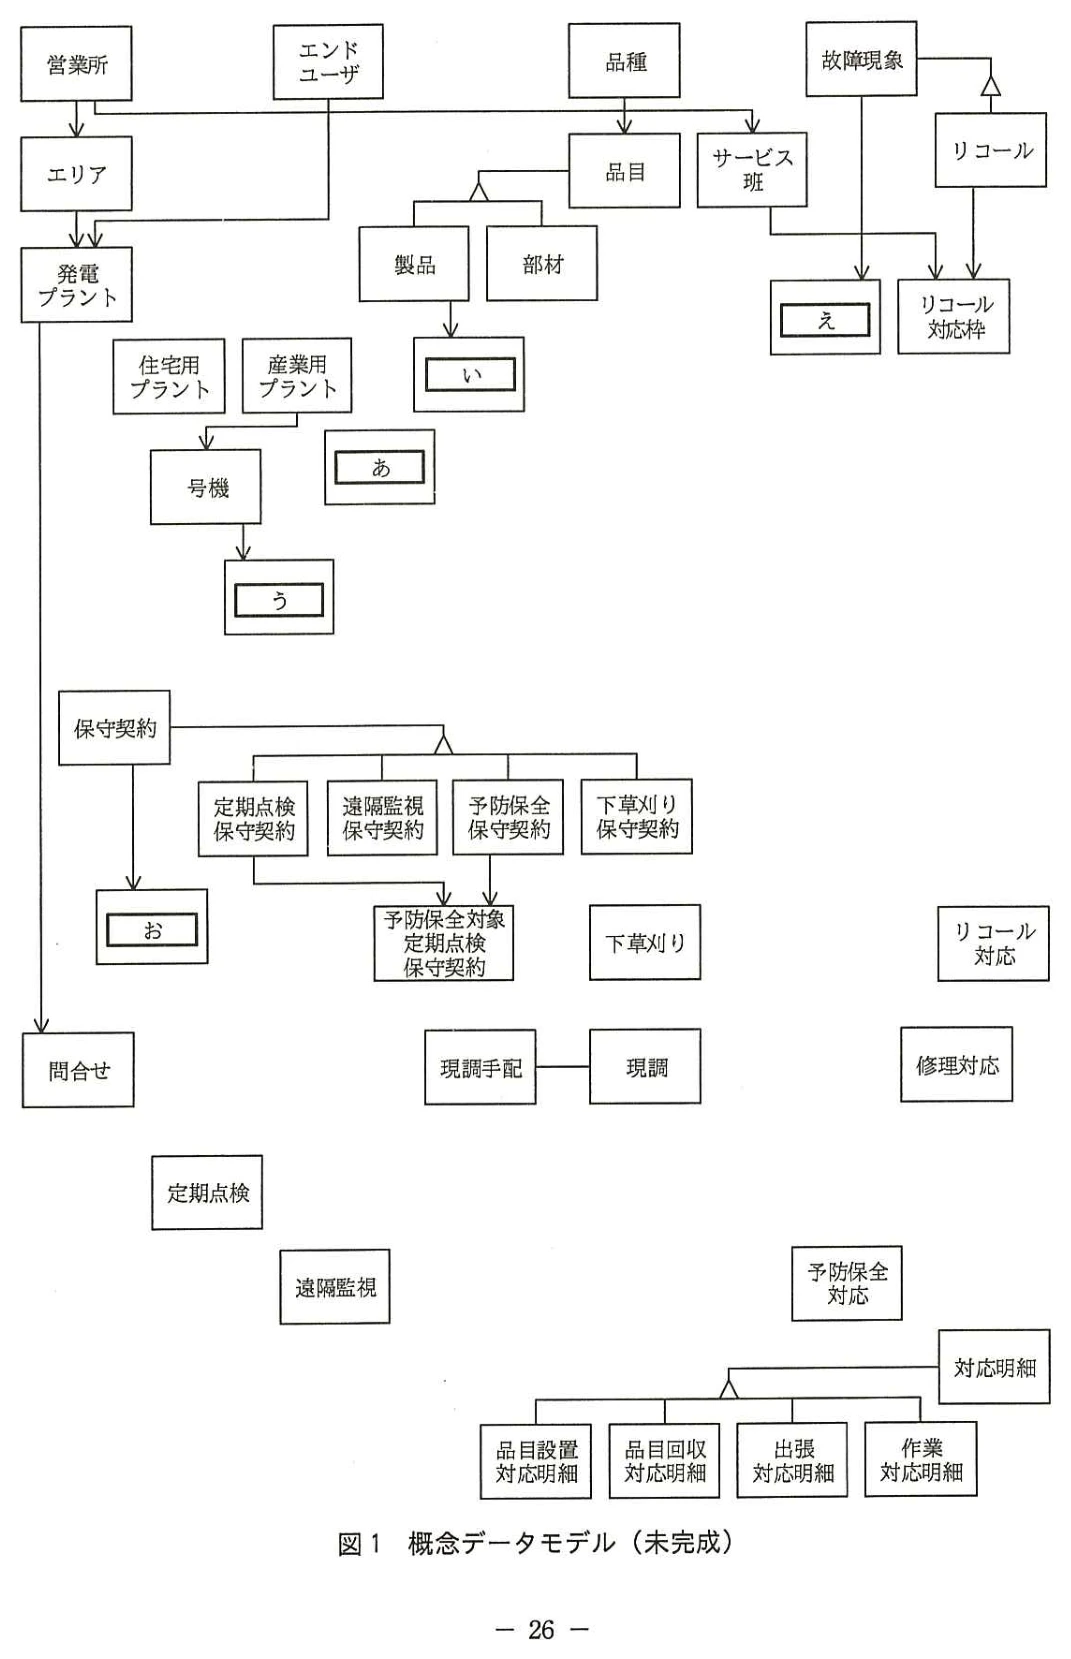 営業所
エンド
ユーザ
品種
故障現象
エリア
品目
サービス
班
リコール
発電
プラント
製品
部材
え
リコール
対応枠
住宅用
プラント
産業用
プラント
い
号機
あ
う
保守契約
定期点検
保守契約
遠隔監視
保守契約
予防保全
保守契約
下草刈り
保守契約
お
予防保全対象
定期点検
保守契約
下草刈り
リコール
対応
問合せ
現調手配
現調
修理対応
定期点検
遠隔監視
予防保全
対応
対応明細
品目設置
対応明細
品目回収
対応明細
出張
対応明細
作業
対応明細
図1 概念データモデル（未完成）
－ 26 －